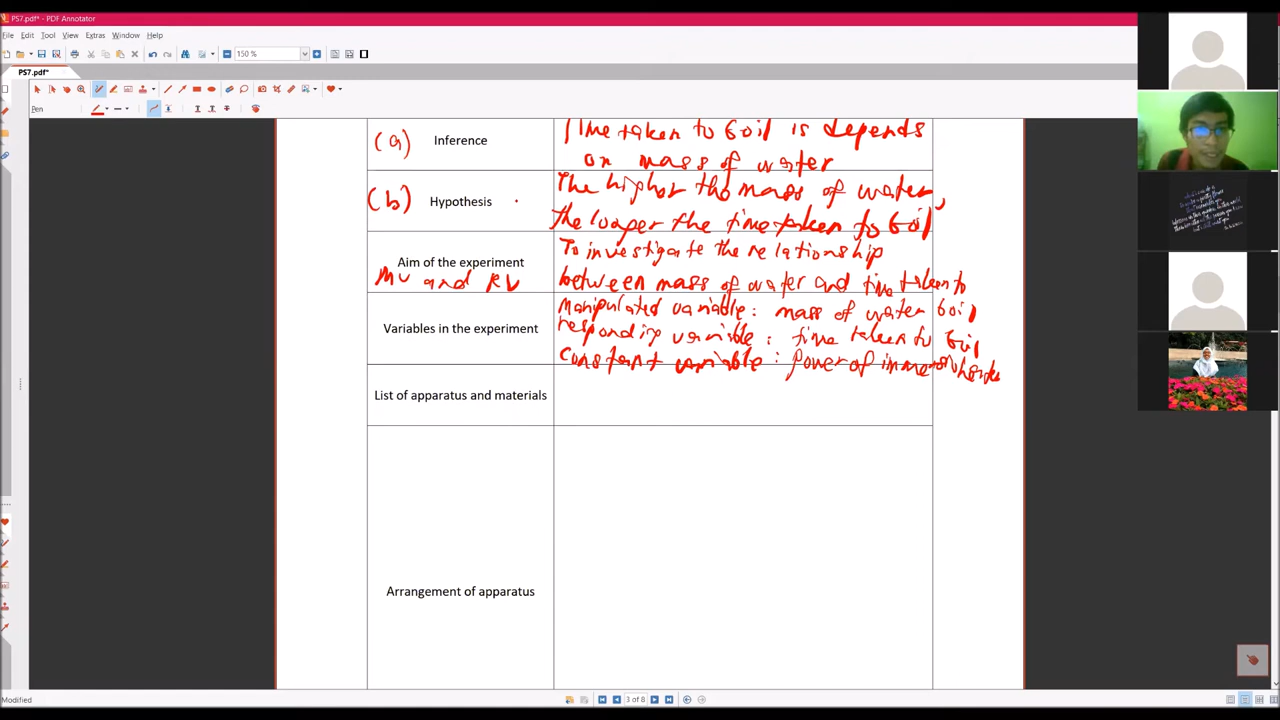 PS7.pdf* - PDF Annotator
File Edit Tool View Extras Window Help
150 %
PS7.pdf*
Pen
(a) Inference
Time taken to boil is depends
on mass of water
(b) Hypothesis
The higher the mass of water,
the longer the time taken to boil
Aim of the experiment
MV and RV
To investigate the relationship
between mass of water and time taken to
Variables in the experiment
Manipulated variable : mass of water boil
responding variable : time taken to boil
constant variable : power of immersion heater
List of apparatus and materials
Arrangement of apparatus
Modified
3 of 8